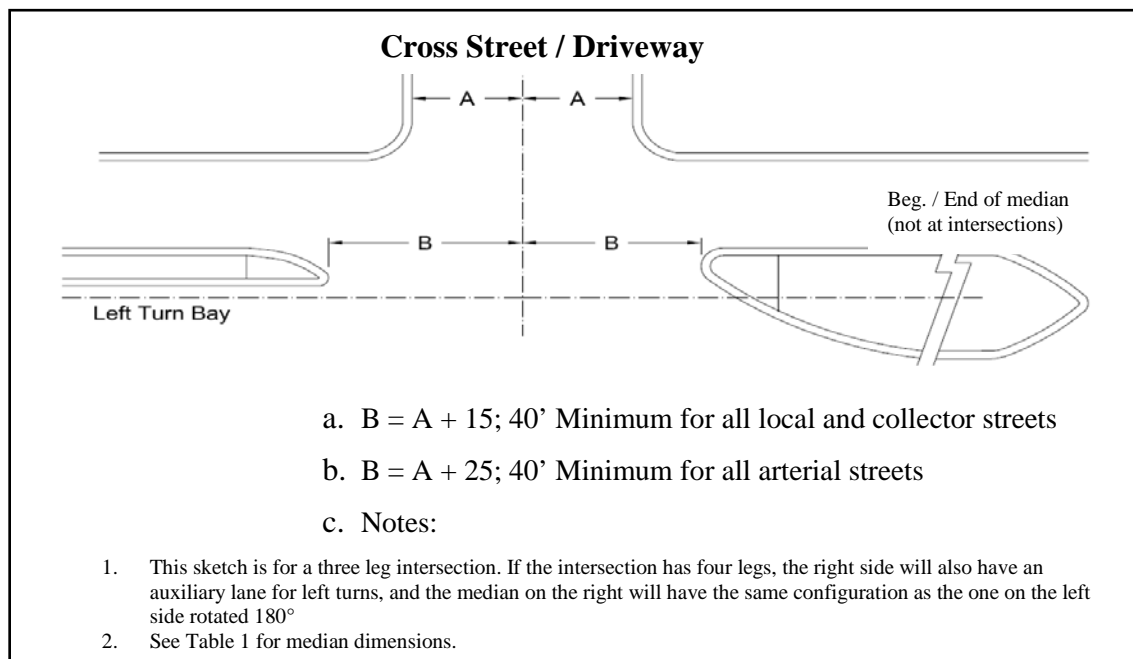 Cross Street / Driveway
A A
Beg. / End of median
(not at intersections)
B B
Left Turn Bay
a. B = A + 15; 40’ Minimum for all local and collector streets
b. B = A + 25; 40’ Minimum for all arterial streets
c. Notes:
1. This sketch is for a three leg intersection. If the intersection has four legs, the right side will also have an
auxiliary lane for left turns, and the median on the right will have the same configuration as the one on the left
side rotated 180°
2. See Table 1 for median dimensions.